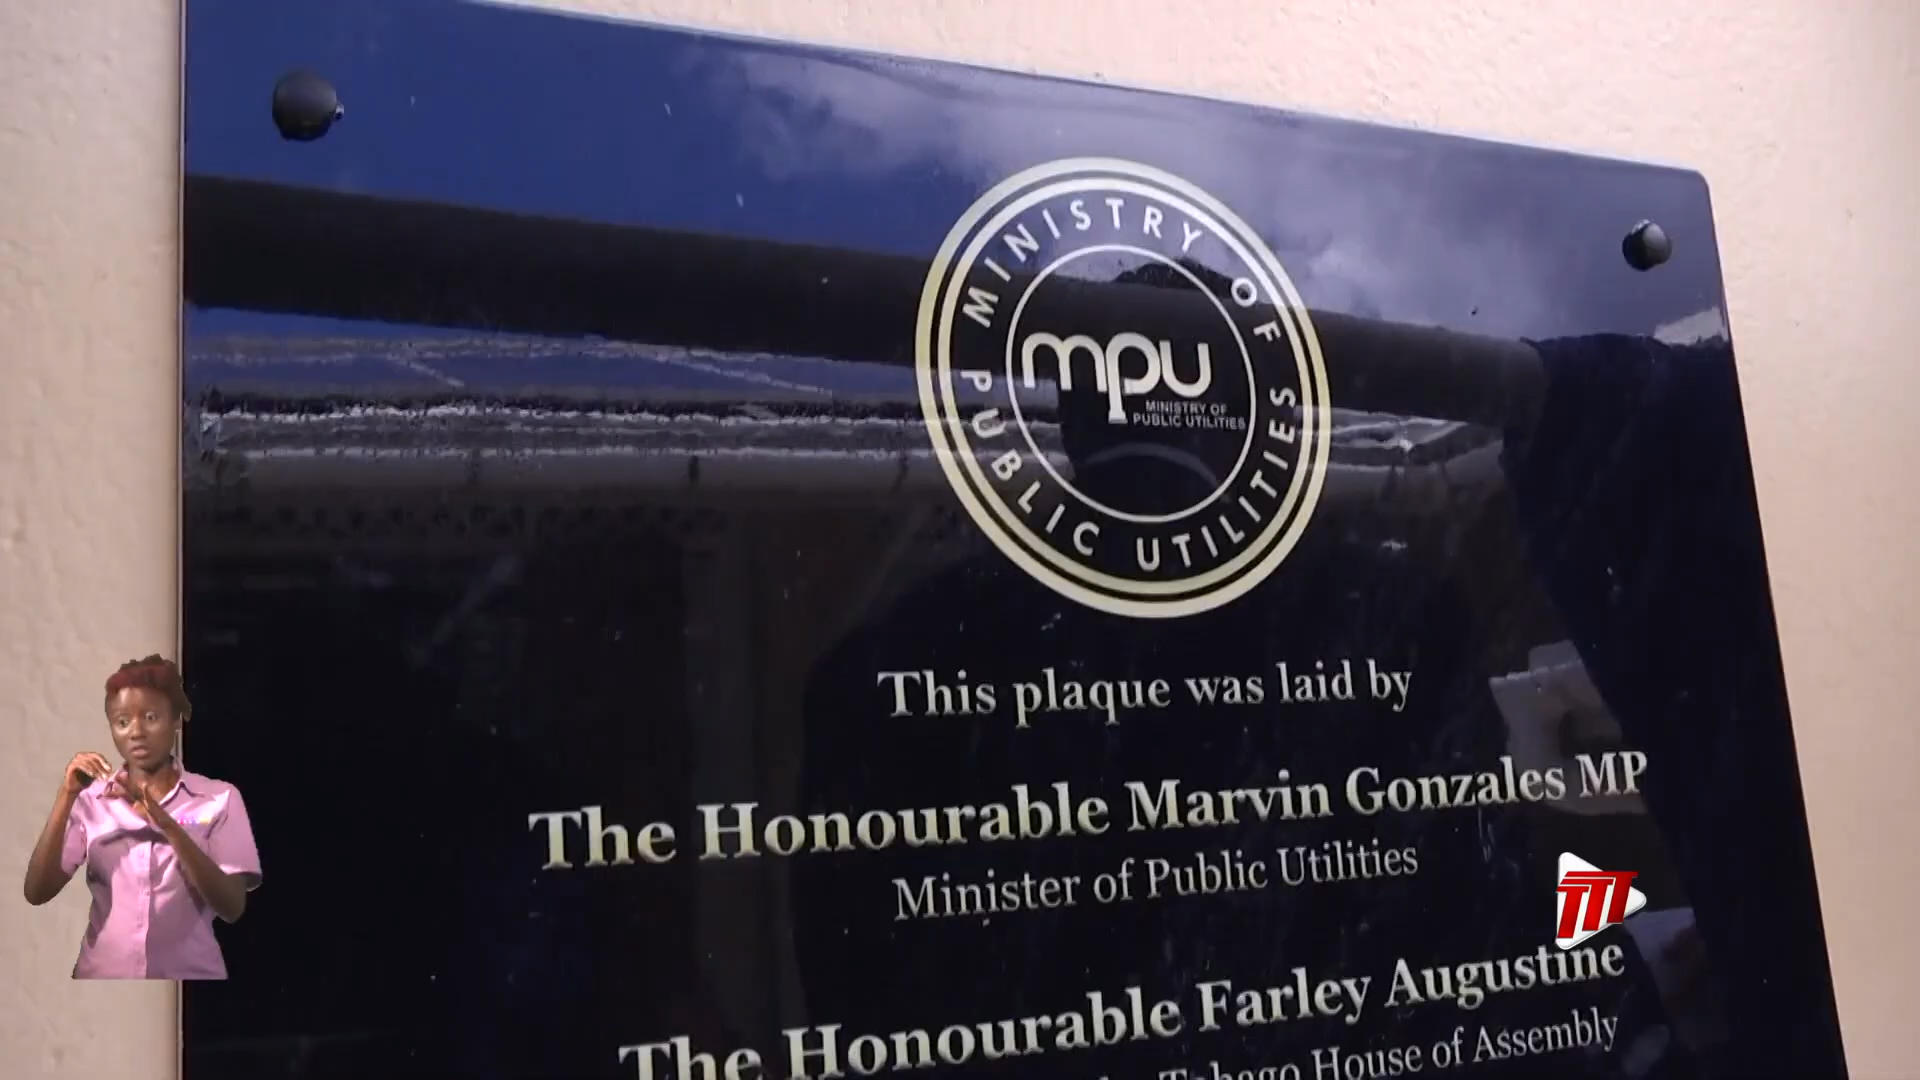 MINISTRY OF
PUBLIC UTILITIES
mpu
MINISTRY OF
PUBLIC UTILITIES
This plaque was laid by
The Honourable Marvin Gonzales MP
Minister of Public Utilities
TTT
The Honourable Farley Augustine
Tobago House of Assembly